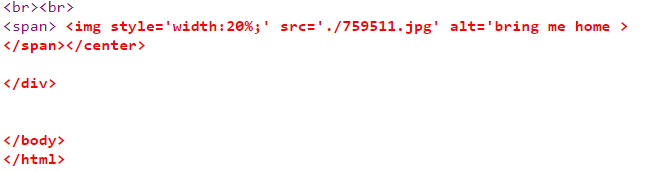 <br><br>
<span> <img style='width:20%;' src='./759511.jpg' alt='bring me home >
</span></center>
</div>
</body>
</html>